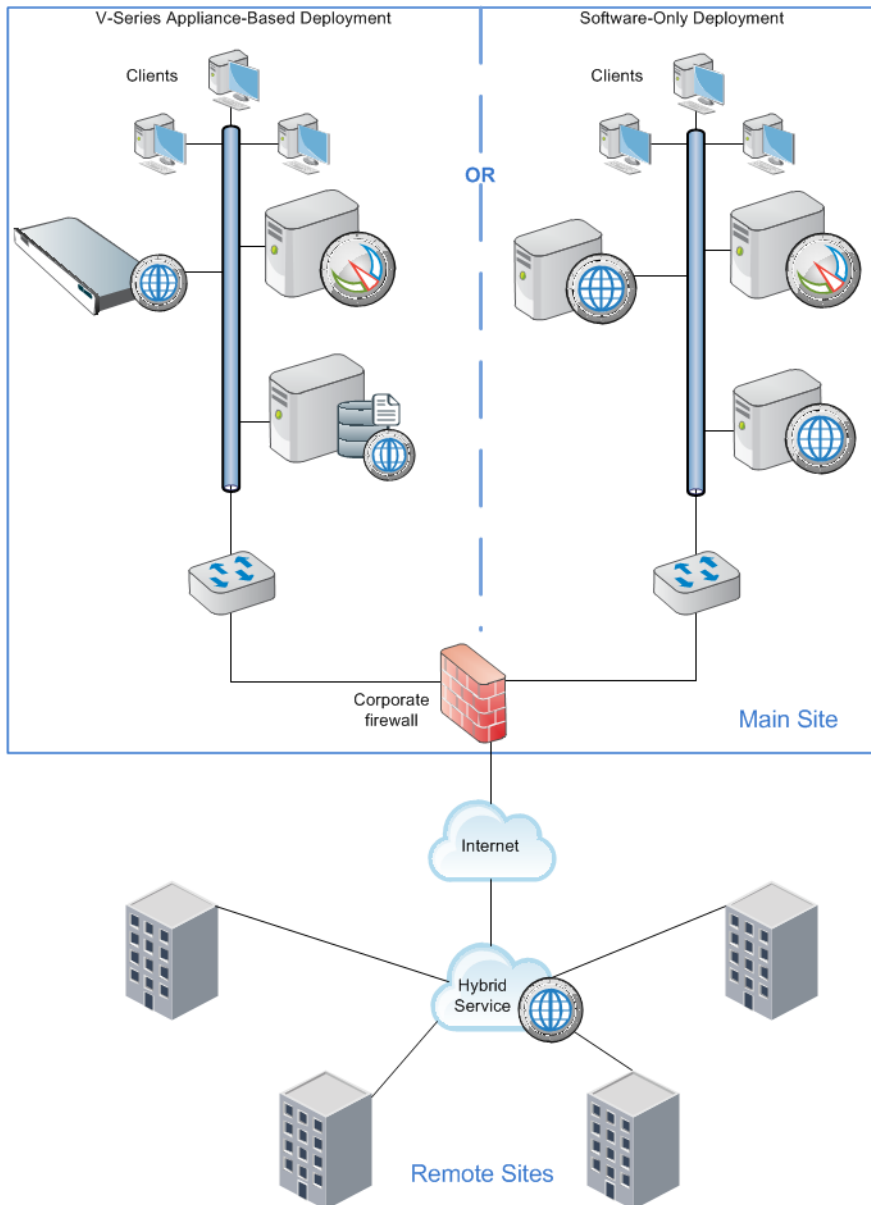 V-Series Appliance-Based Deployment
Software-Only Deployment
Clients
Clients
OR
Corporate
firewall
Main Site
Internet
Hybrid
Service
Remote Sites